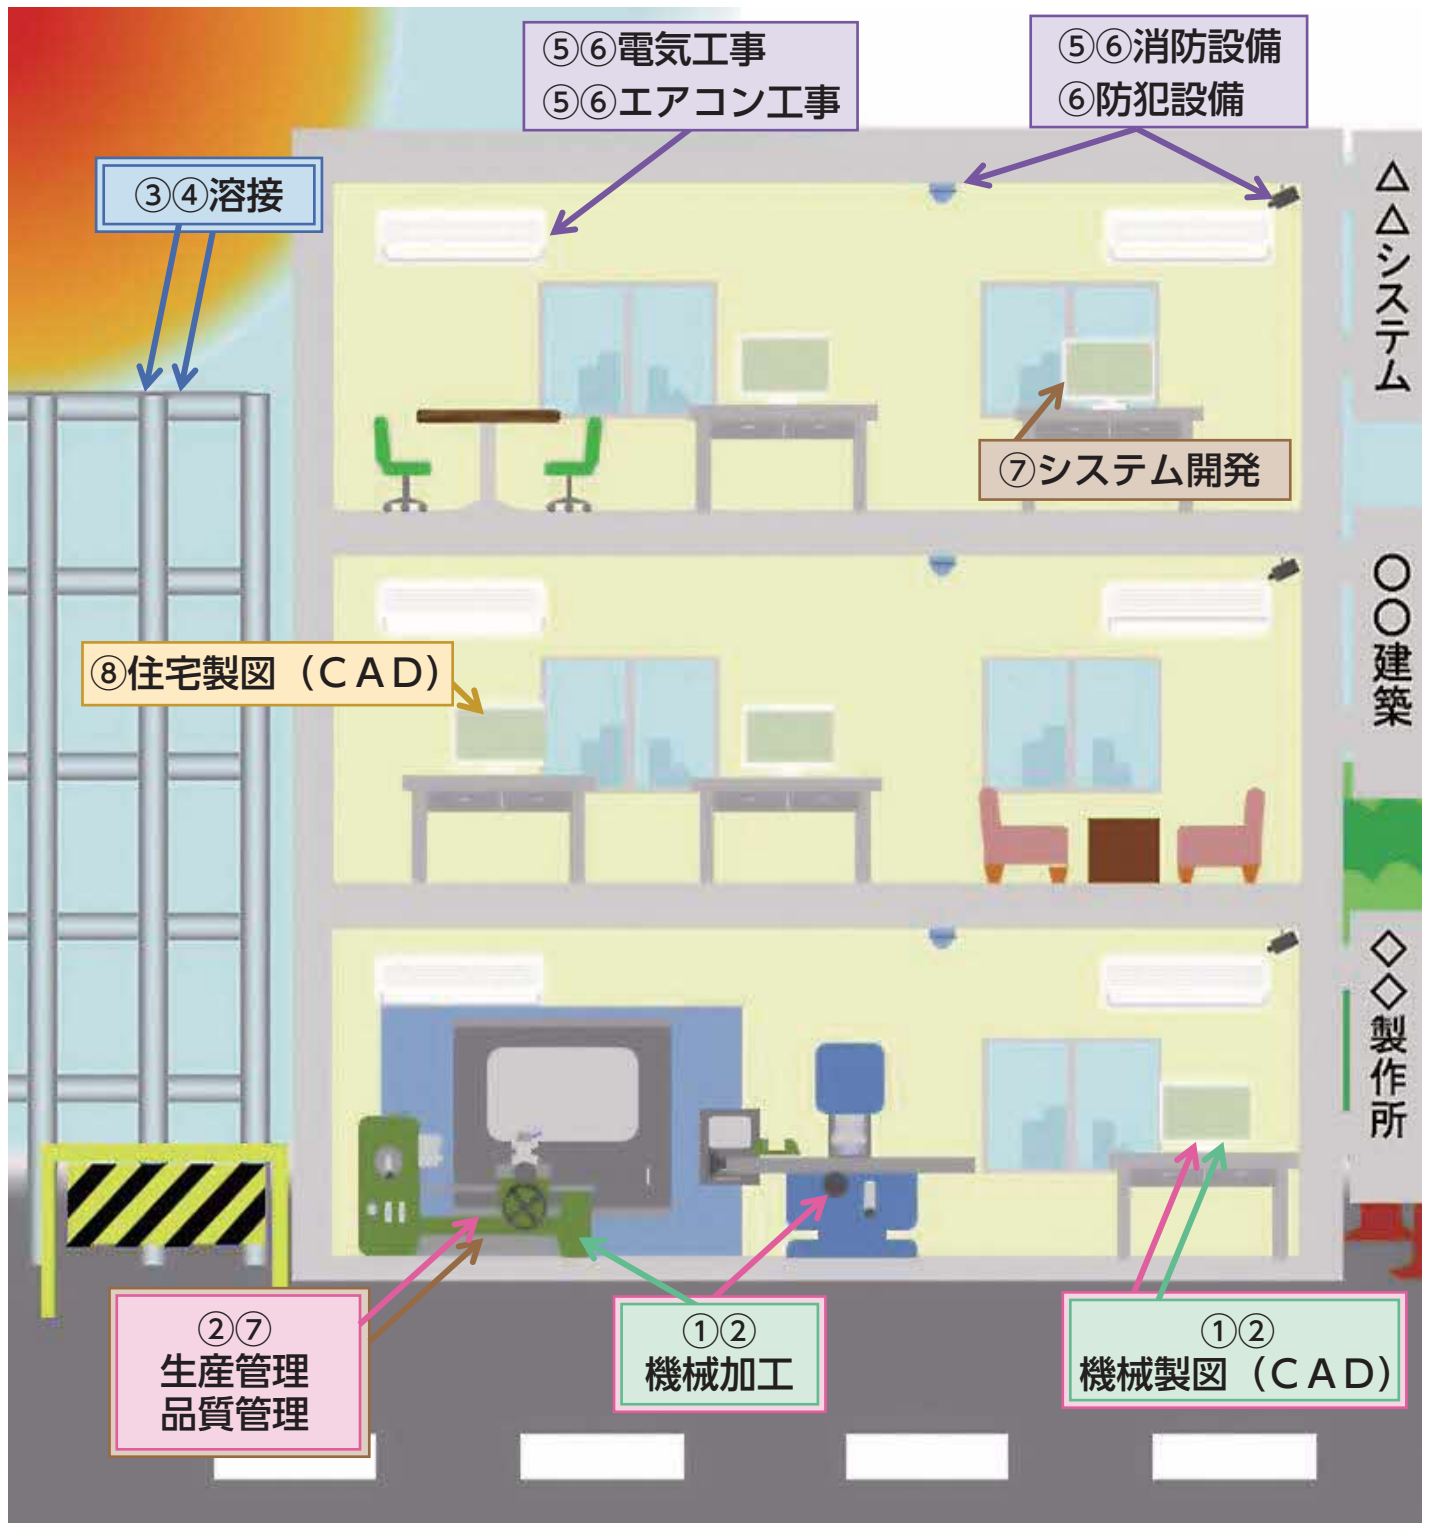 ⑤⑥電気工事
⑤⑥エアコン工事
⑤⑥消防設備
⑥防犯設備
③④溶接
△△システム
⑦システム開発
○○建築
⑧住宅製図（CAD）
◇◇製作所
②⑦
生産管理
品質管理
①②
機械加工
①②
機械製図（CAD）